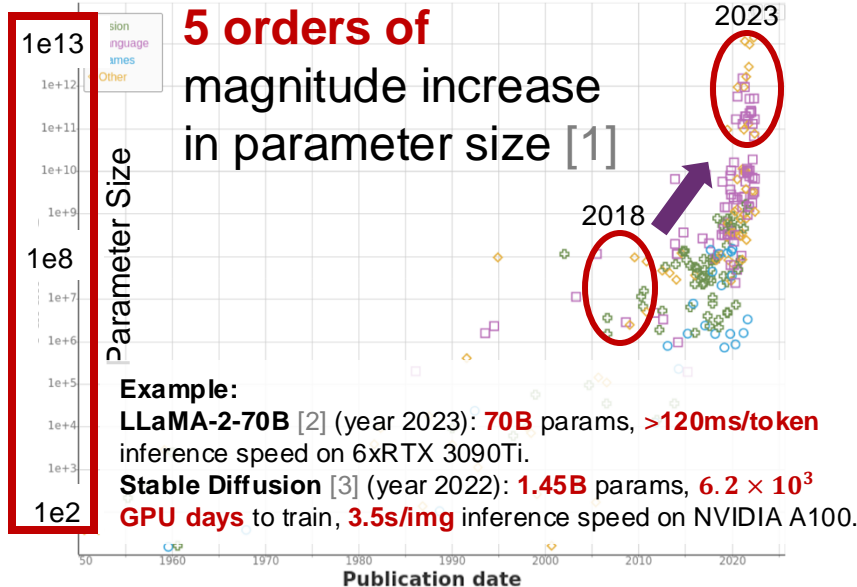 2023
5 orders of
magnitude increase
in parameter size [1]
2018
sion
anguage
ames
Other
1e13
1e+12
1e+11
1e+10
1e+9
1e8
1e+7
1e+6
1e+5
1e+4
1e+3
1e2
Parameter Size
Example:
LLaMA-2-70B [2] (year 2023): 70B params, >120ms/token
inference speed on 6xRTX 3090Ti.
Stable Diffusion [3] (year 2022): 1.45B params, 6.2 × 10³
GPU days to train, 3.5s/img inference speed on NVIDIA A100.
50 1960 1970 1980 1990 2000 2010 2020
Publication date